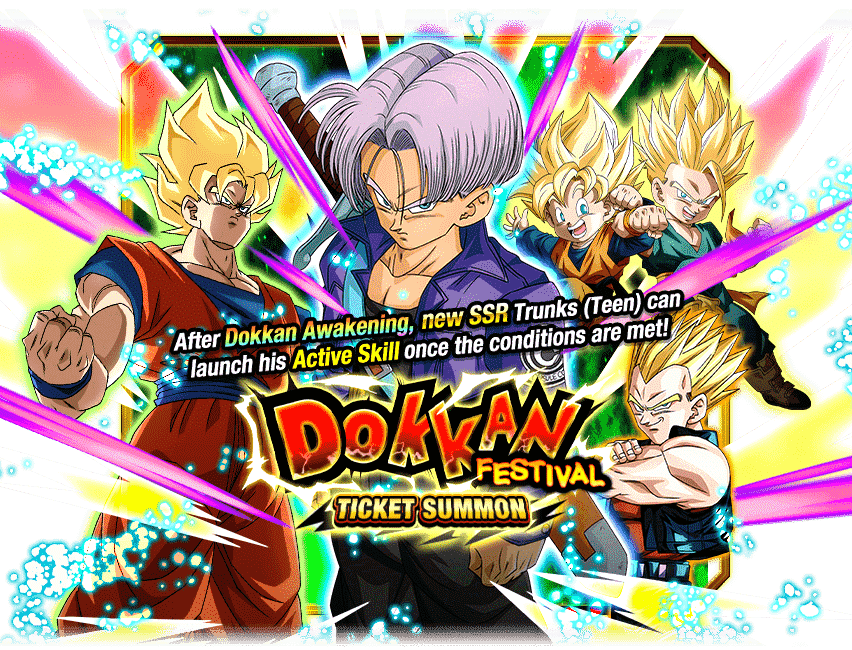 After Dokkan Awakening, new SSR Trunks (Teen) can
launch his Active Skill once the conditions are met!
DOKKAN
FESTIVAL
TICKET SUMMON